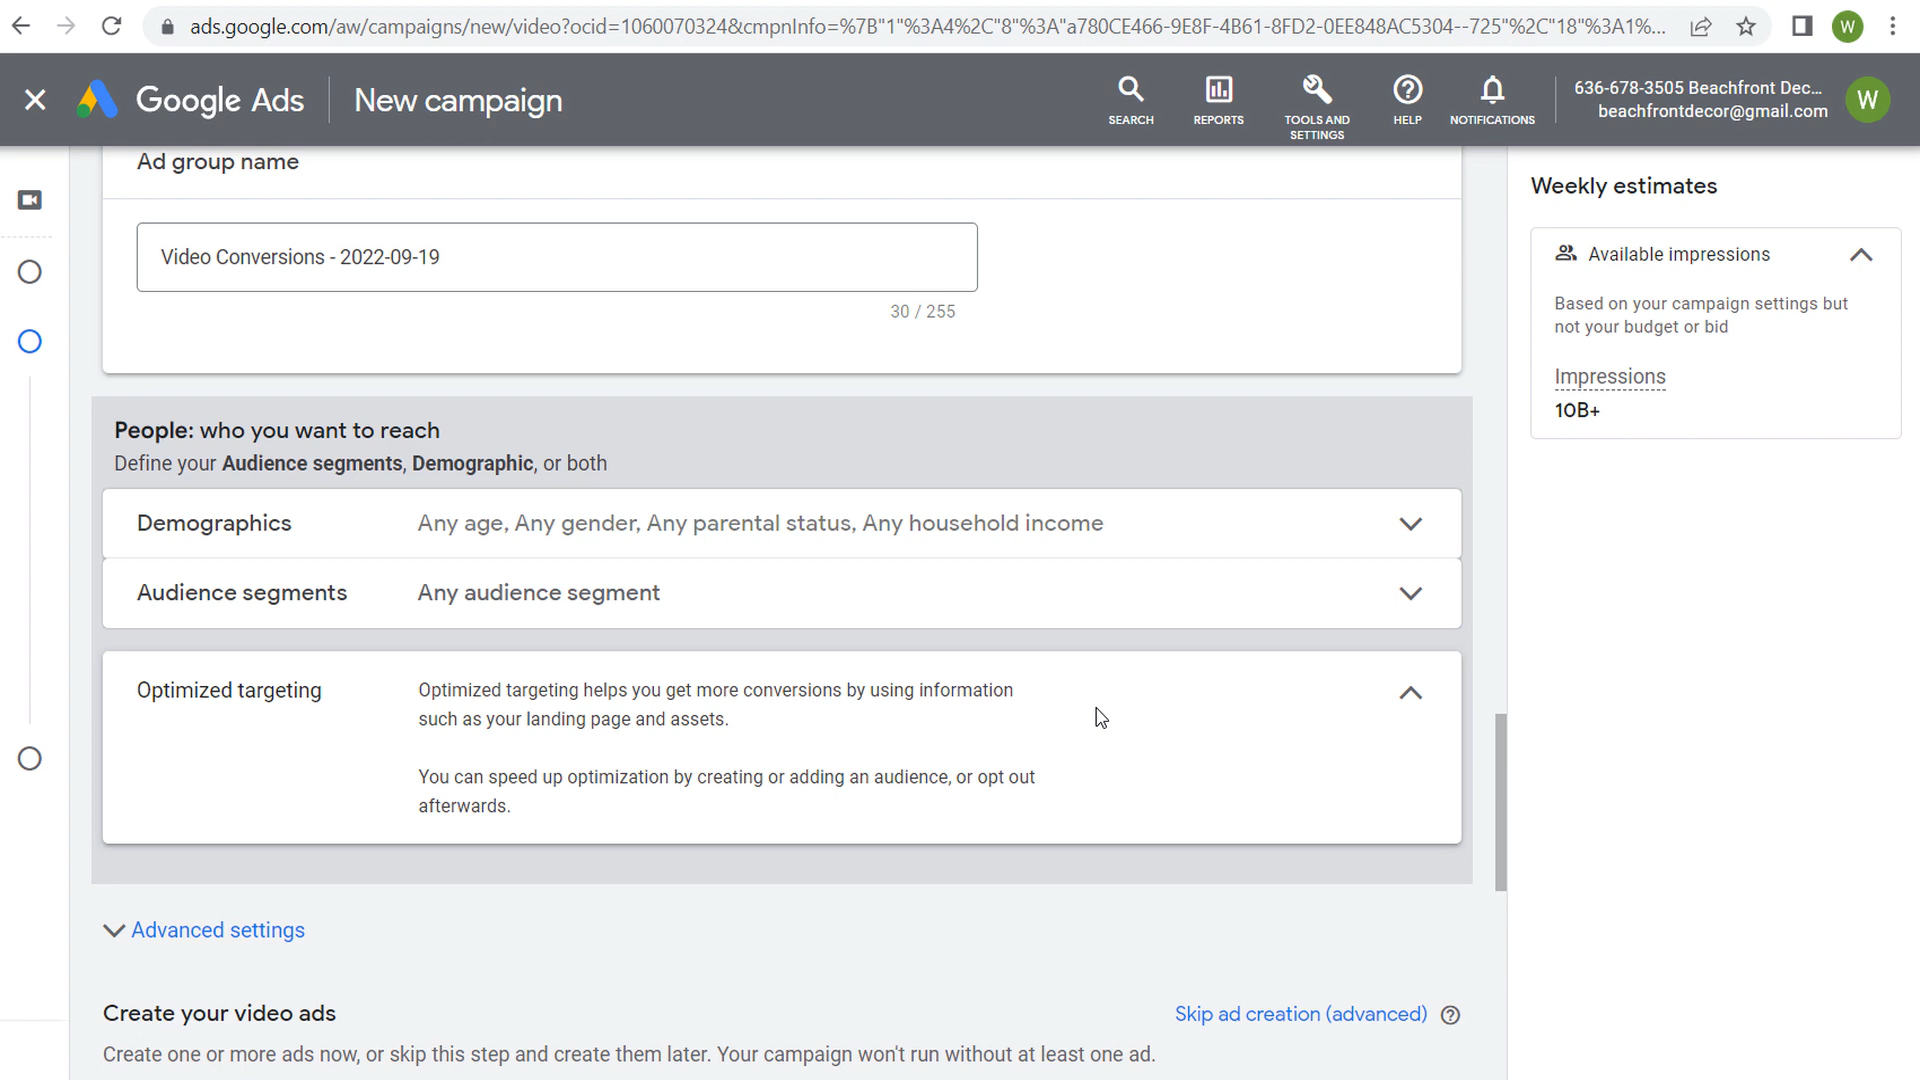 ads.google.com/aw/campaigns/new/video?ocid=1060070324&cmpnInfo=%7B"1"%3A4%2C"8"%3A"a780CE466-9E8F-4B61-8FD2-0EE848AC5304--725"%2C"18"%3A1%...
W
Google Ads
New campaign
SEARCH
REPORTS
TOOLS AND
SETTINGS
HELP
NOTIFICATIONS
636-678-3505 Beachfront Dec...
beachfrontdecor@gmail.com
W
Ad group name
Video Conversions - 2022-09-19
30 / 255
People: who you want to reach
Define your Audience segments, Demographic, or both
Demographics Any age, Any gender, Any parental status, Any household income
Audience segments Any audience segment
Optimized targeting
Optimized targeting helps you get more conversions by using information
such as your landing page and assets.
You can speed up optimization by creating or adding an audience, or opt out
afterwards.
Advanced settings
Create your video ads
Skip ad creation (advanced)
Create one or more ads now, or skip this step and create them later. Your campaign won't run without at least one ad.
Weekly estimates
Available impressions
Based on your campaign settings but
not your budget or bid
Impressions
10B+